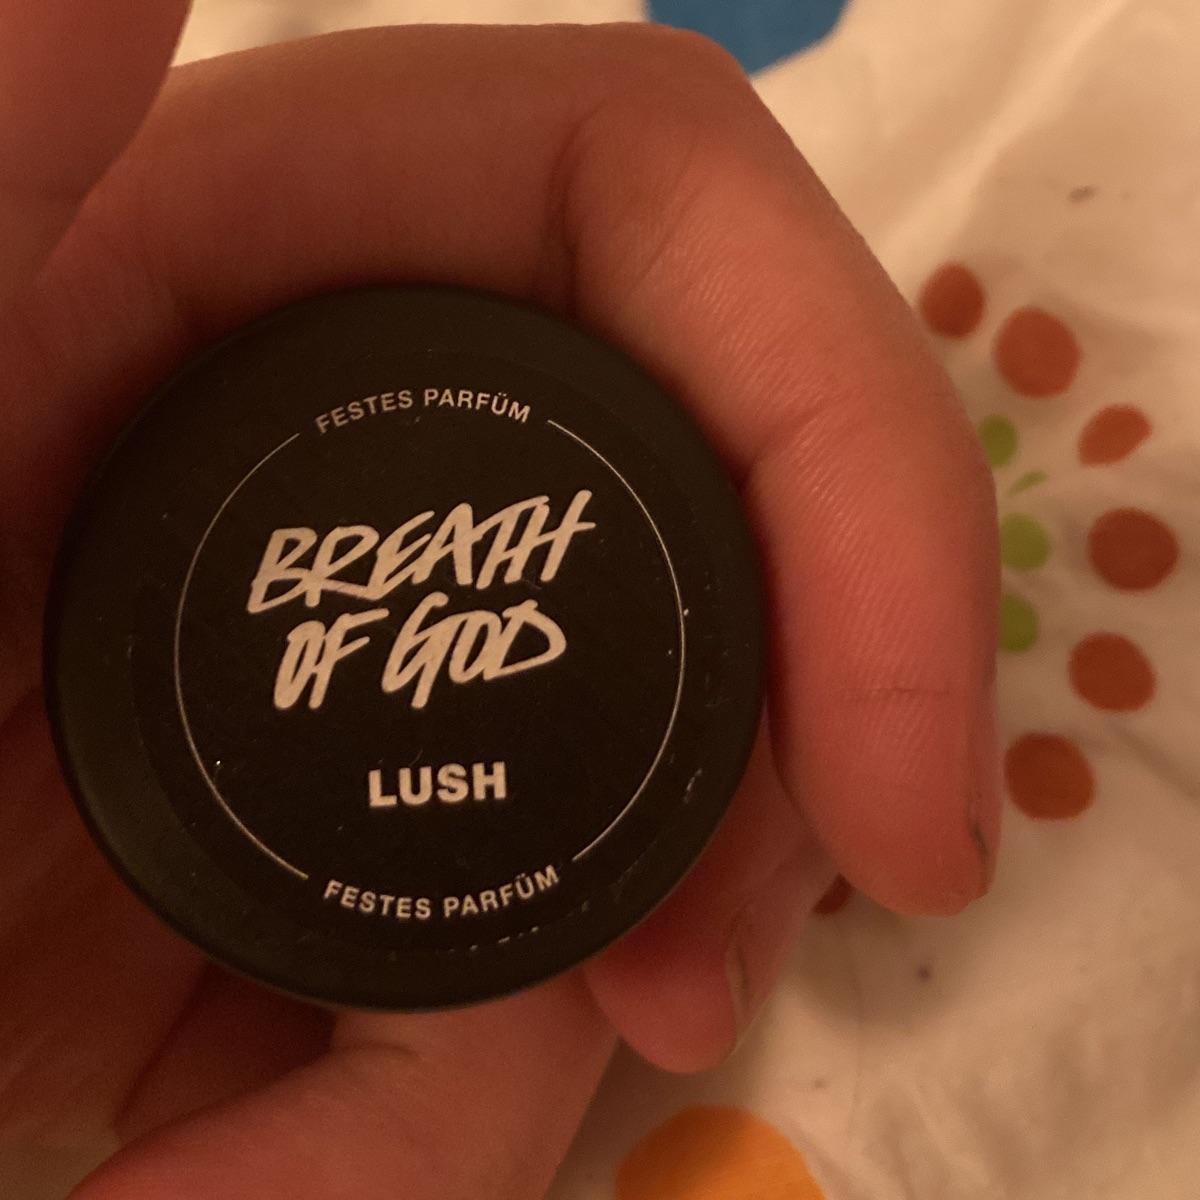 FESTES PARFÜM
BREATH
OF GOD
LUSH
FESTES PARFÜM